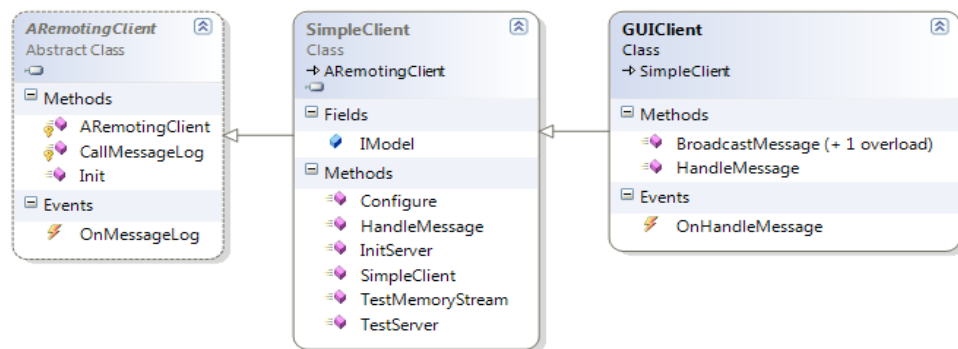 ARemotingClient
Abstract Class
Methods
ARemotingClient
CallMessageLog
Init
Events
OnMessageLog
SimpleClient
Class
ARemotingClient
Fields
IModel
Methods
Configure
HandleMessage
InitServer
SimpleClient
TestMemoryStream
TestServer
GUIClient
Class
SimpleClient
Methods
BroadcastMessage (+ 1 overload)
HandleMessage
Events
OnHandleMessage